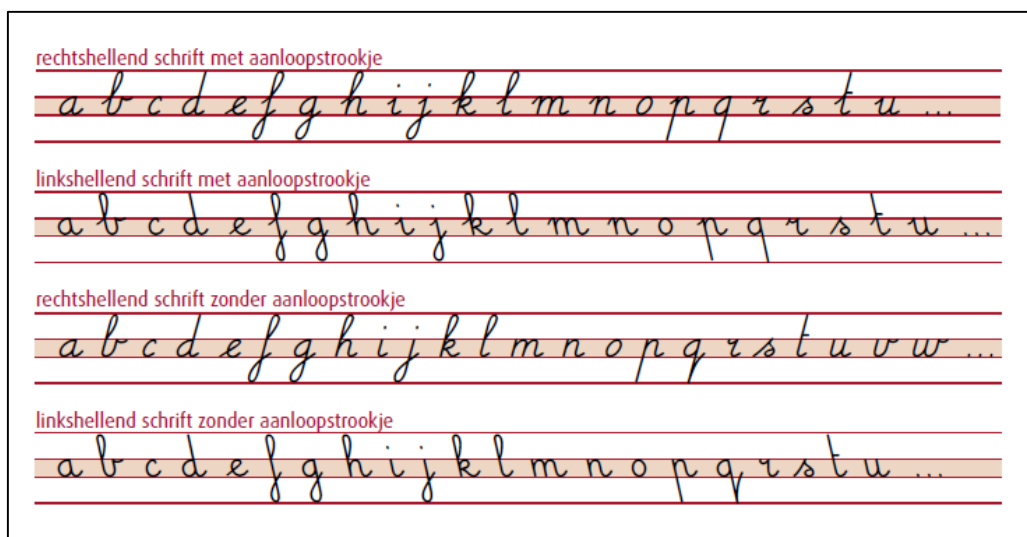 rechtshellend schrift met aanloopstrookje
a b c d e f g h i j k l m n o p q r s t u ...
linkshellend schrift met aanloopstrookje
a b c d e f g h i j k l m n o p q r s t u ...
rechtshellend schrift zonder aanloopstrookje
a b c d e f g h i j k l m n o p q r s t u v w ...
linkshellend schrift zonder aanloopstrookje
a b c d e f g h i j k l m n o p q r s t u ...